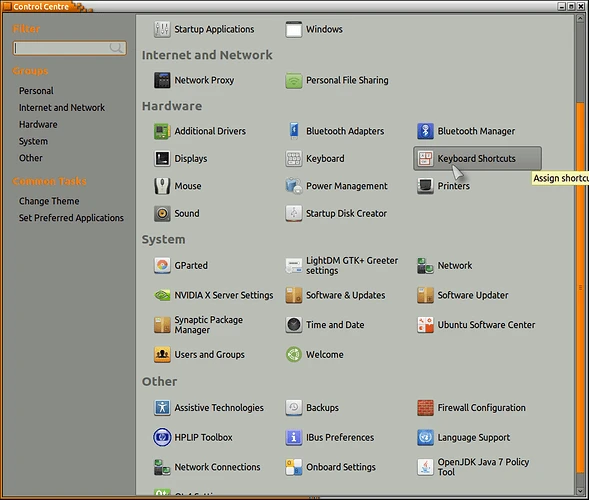 Control Centre
Filter
Groups
Personal
Internet and Network
Hardware
System
Other
Common Tasks
Change Theme
Set Preferred Applications
Startup Applications
Windows
Internet and Network
Network Proxy
Personal File Sharing
Hardware
Additional Drivers
Bluetooth Adapters
Bluetooth Manager
Displays
Keyboard
Keyboard Shortcuts
Assign shortcu
Mouse
Power Management
Printers
Sound
Startup Disk Creator
System
GParted
LightDM GTK+ Greeter
settings
Network
NVIDIA X Server Settings
Software & Updates
Software Updater
Synaptic Package
Manager
Time and Date
Ubuntu Software Center
Users and Groups
Welcome
Other
Assistive Technologies
Backups
Firewall Configuration
HPLIP Toolbox
IBus Preferences
Language Support
Network Connections
Onboard Settings
OpenJDK Java 7 Policy
Tool